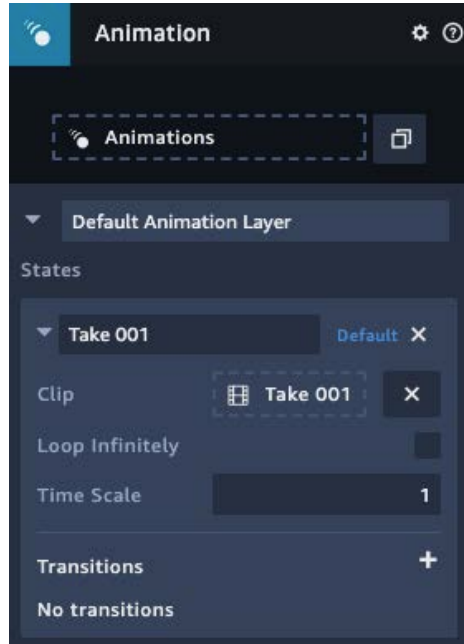 Animation
Animations
Default Animation Layer
States
Take 001 Default
Clip Take 001
Loop Infinitely
Time Scale 1
Transitions
No transitions